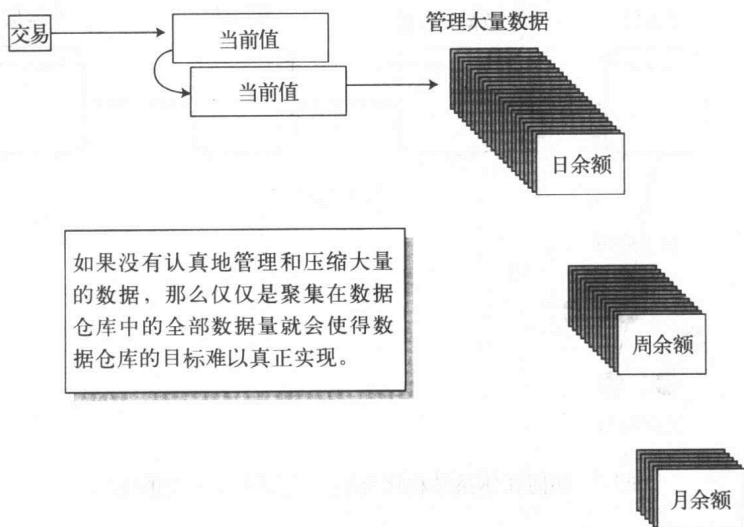 交易
当前值
当前值
管理大量数据
日余额
如果没有认真地管理和压缩大量
的数据，那么仅仅是聚集在数据
仓库中的全部数据量就会使得数
据仓库的目标难以真正实现。
周余额
月余额